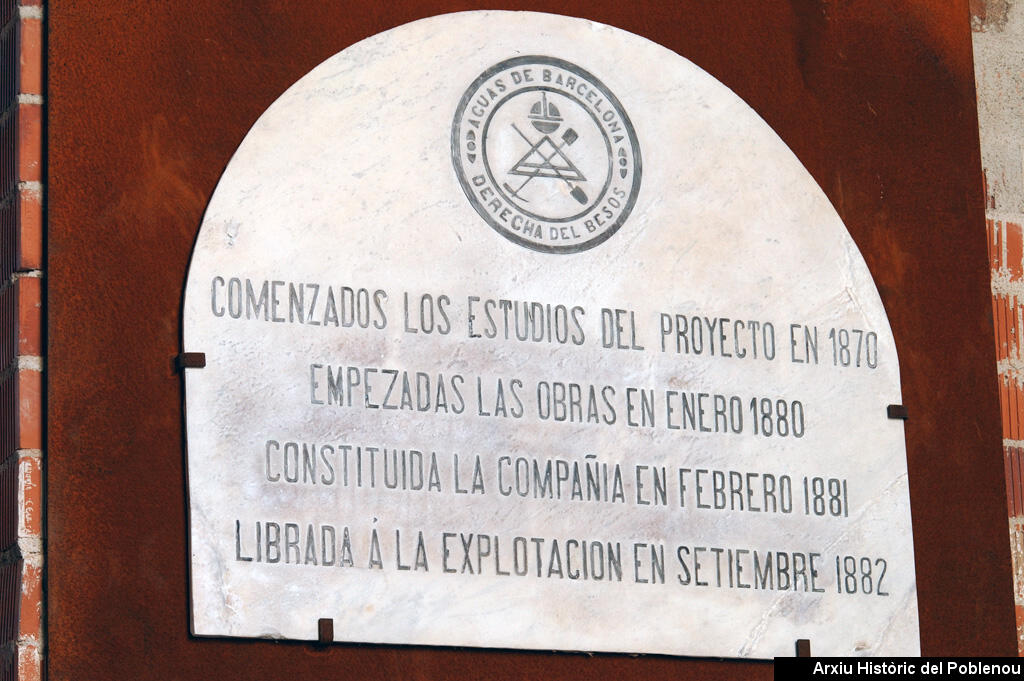 AGUAS DE BARCELONA
DERECHA DEL BESOS
COMENZADOS LOS ESTUDIOS DEL PROYECTO EN 1870
EMPEZADAS LAS OBRAS EN ENERO 1880
CONSTITUIDA LA COMPAÑIA EN FEBRERO 1881
LIBRADA Á LA EXPLOTACION EN SETIEMBRE 1882
Arxiu Històric del Poblenou